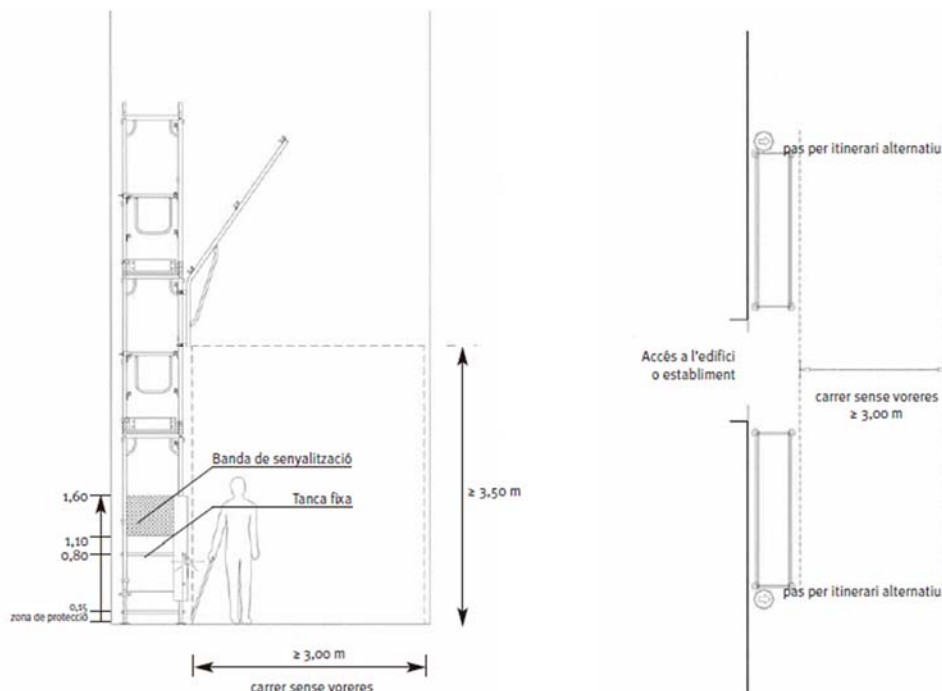 Banda de senyalització
Tanca fixa
1,60
1,10
0,80
0,15
zona de protecció
≥ 3,50 m
≥ 3,00 m
carrer sense voreres
pas per itinerari alternatiu
Accés a l'edifici
o establiment
carrer sense voreres
≥ 3,00 m
pas per itinerari alternatiu